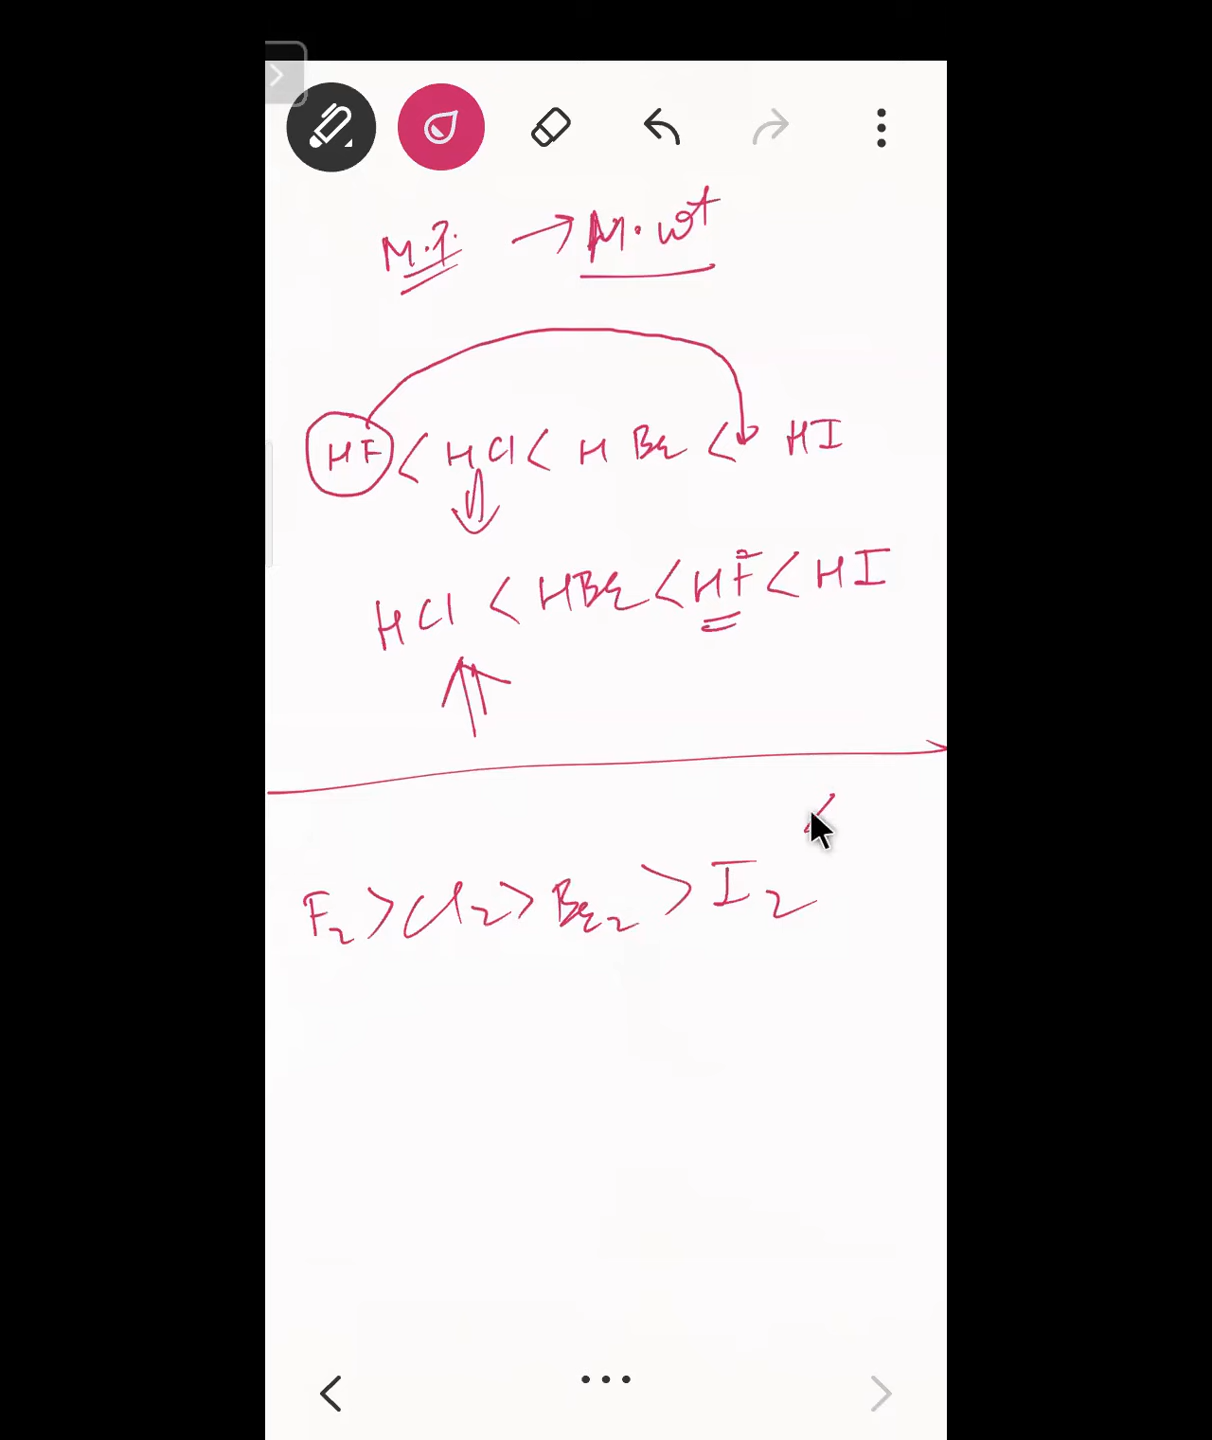 M.P. → M.wt
HF < HCl < HBr < HI
HCl < HBr < HF < HI
F2 > Cl2 > Br2 > I2